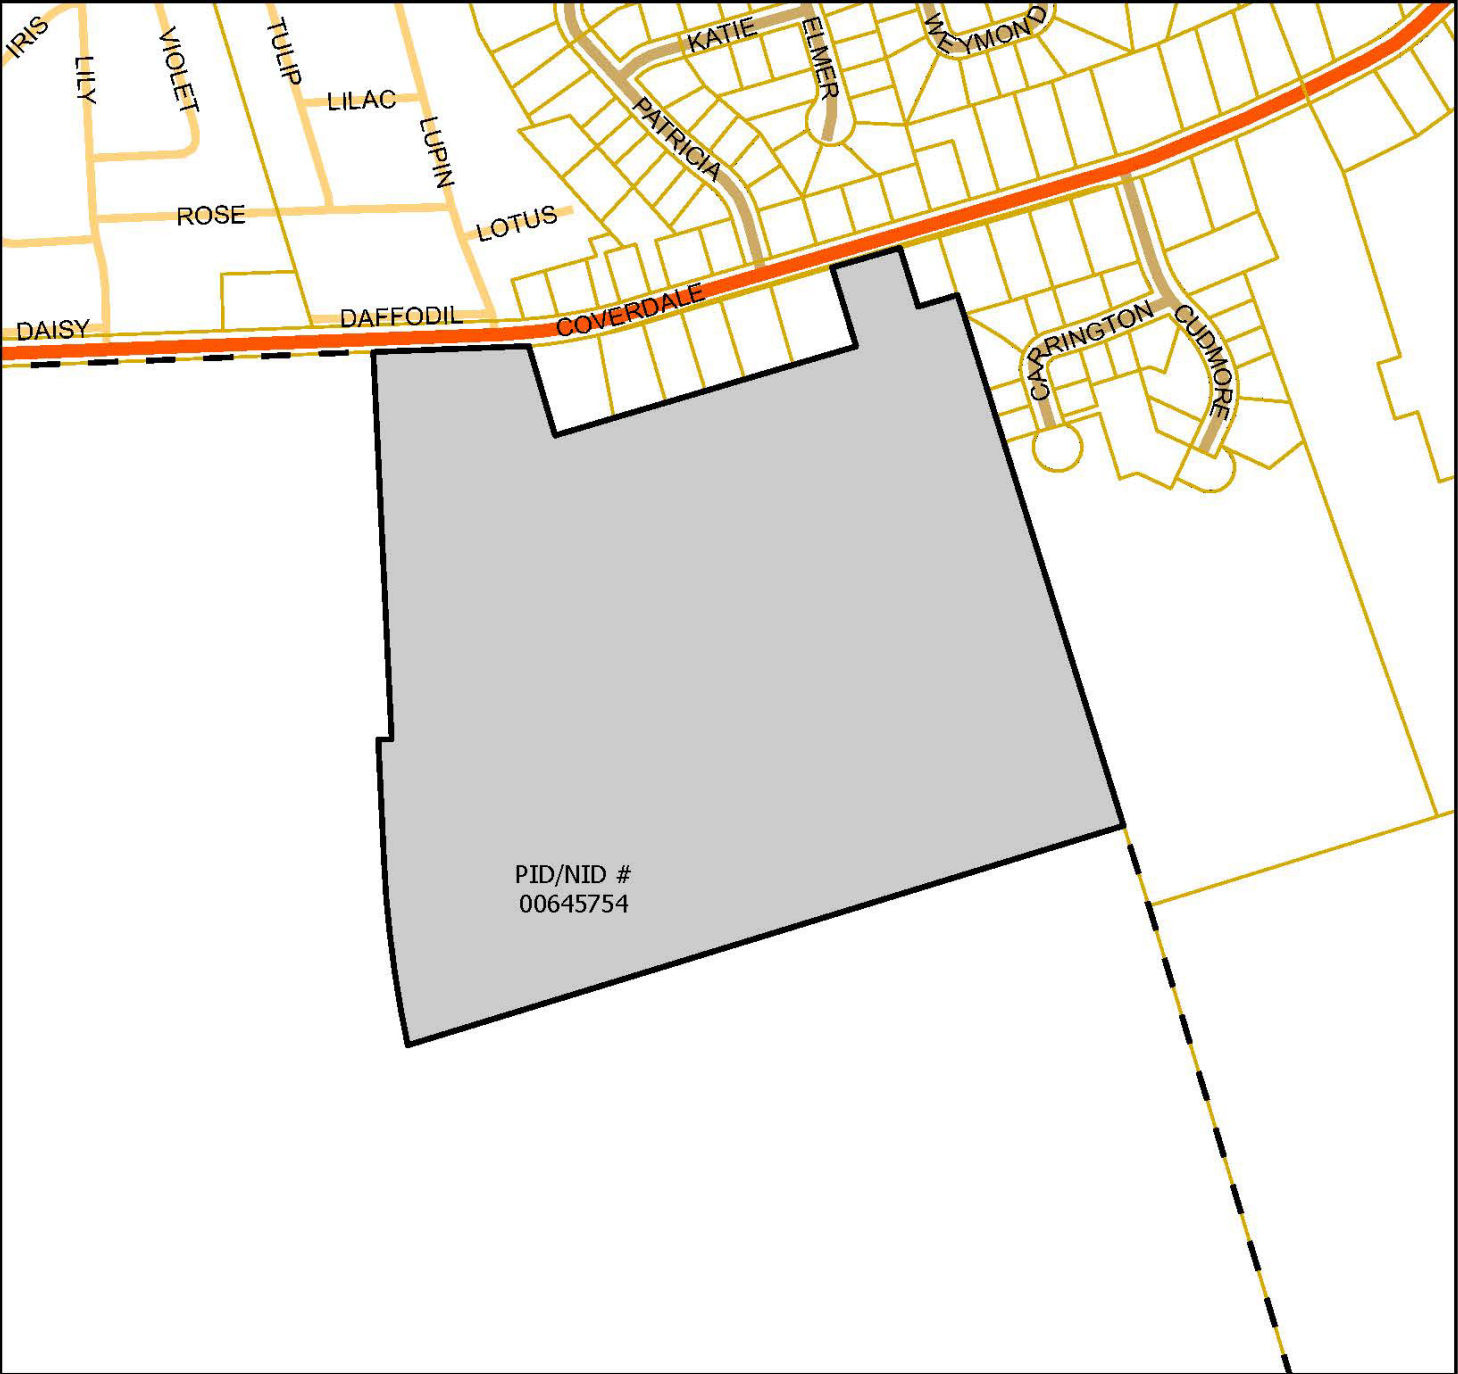 IRIS
LILY
VIOLET
TULIP
LILAC
LUPIN
KATIE
ELMER
WEYMOND
PATRICIA
ROSE
LOTUS
DAISY
DAFFODIL
COVERDALE
CARRINGTON
CUDMORE
PID/NID #
00645754